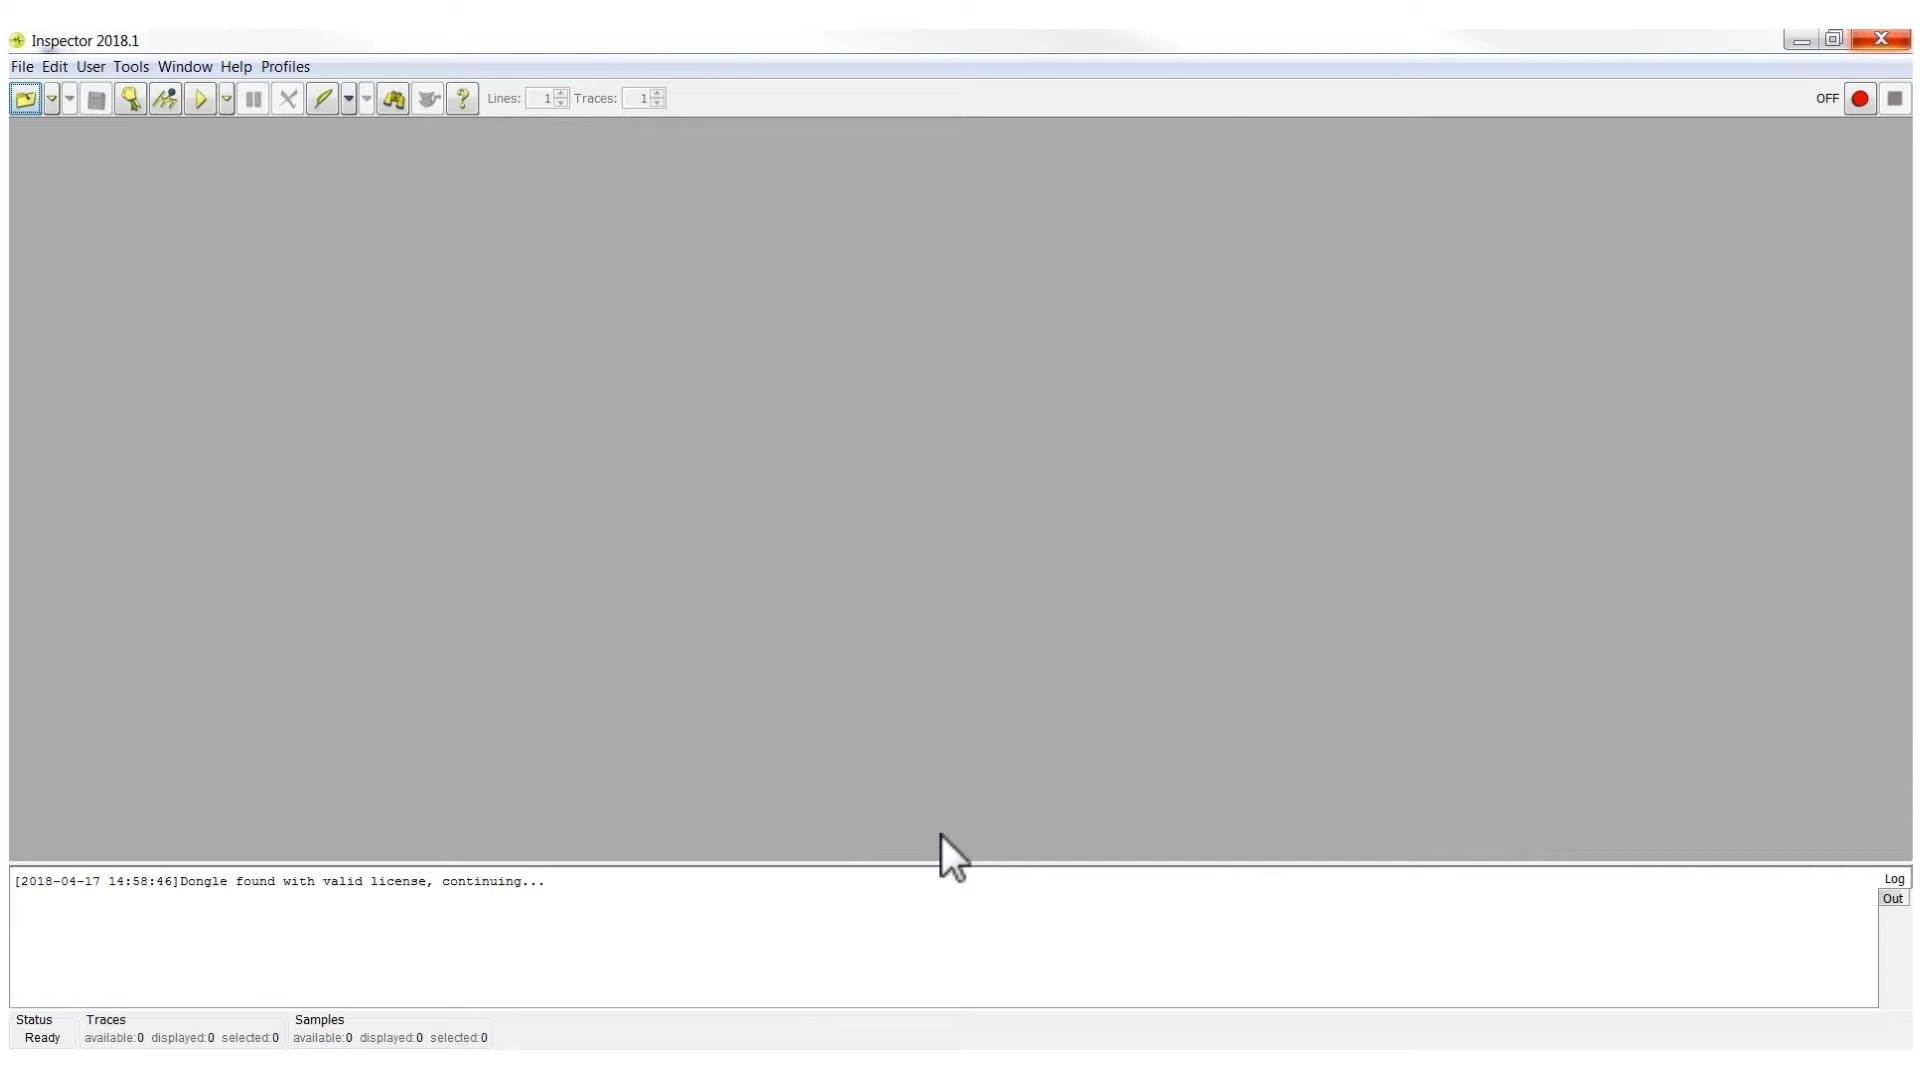 Inspector 2018.1
File Edit User Tools Window Help Profiles
Lines: 1 Traces: 1 OFF
[2018-04-17 14:58:46]Dongle found with valid license, continuing...
Log
Out
Status Traces Samples
Ready available:0 displayed:0 selected:0 available:0 displayed:0 selected:0